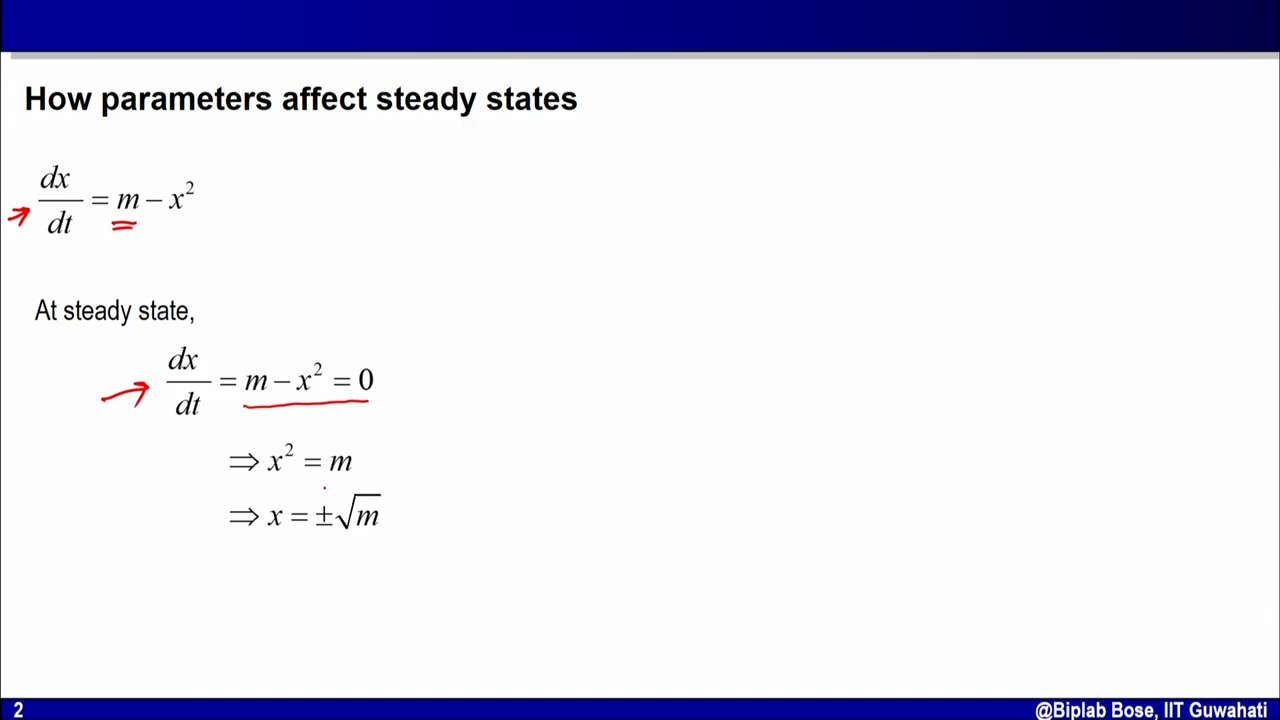 How parameters affect steady states
dx/dt = m − x²
At steady state,
dx/dt = m − x² = 0
⇒ x² = m
⇒ x = ±√m
2
@Biplab Bose, IIT Guwahati